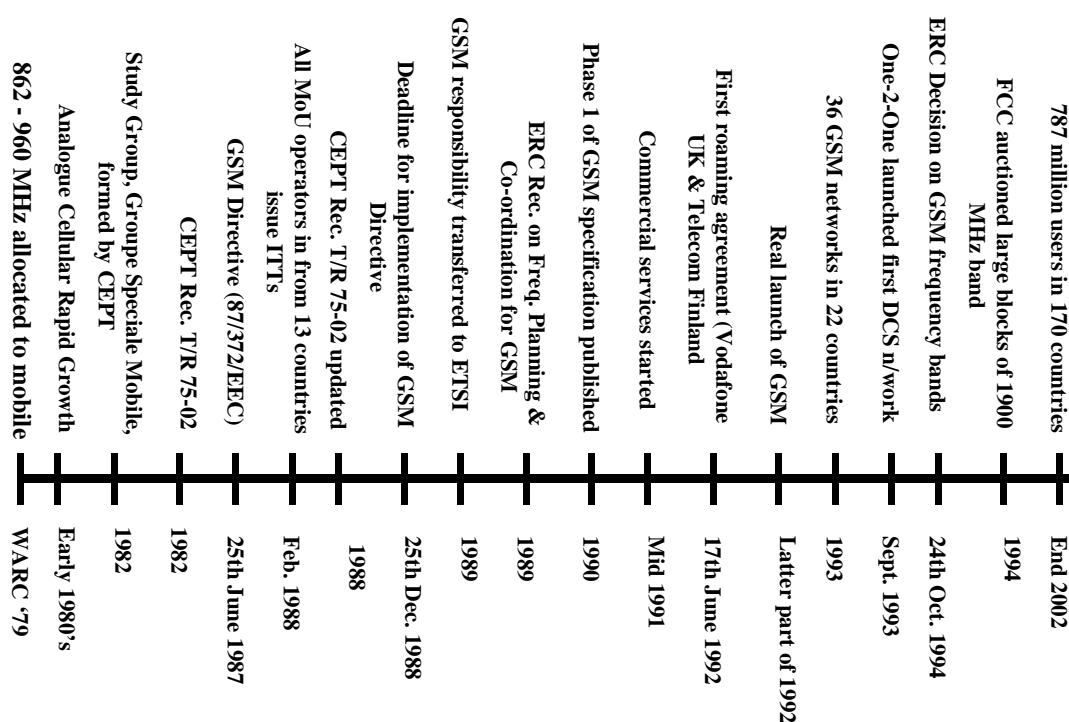 787 million users in 170 countries End 2002
FCC auctioned large blocks of 1900 1994
MHz band
ERC Decision on GSM frequency bands 24th Oct. 1994
One-2-One launched first DCS n/work Sept. 1993
36 GSM networks in 22 countries 1993
Real launch of GSM Latter part of 1992
First roaming agreement (Vodafone 17th June 1992
UK & Telecom Finland
Commercial services started Mid 1991
Phase 1 of GSM specification published 1990
ERC Rec. on Freq. Planning & 1989
Co-ordination for GSM
GSM responsibility transferred to ETSI 1989
Deadline for implementation of GSM 25th Dec. 1988
Directive
CEPT Rec. T/R 75-02 updated 1988
All MoU operators in from 13 countries Feb. 1988
issue ITTs
GSM Directive (87/372/EEC) 25th June 1987
CEPT Rec. T/R 75-02 1982
Study Group, Groupe Speciale Mobile, 1982
formed by CEPT
Analogue Cellular Rapid Growth Early 1980's
862 - 960 MHz allocated to mobile WARC ‘79